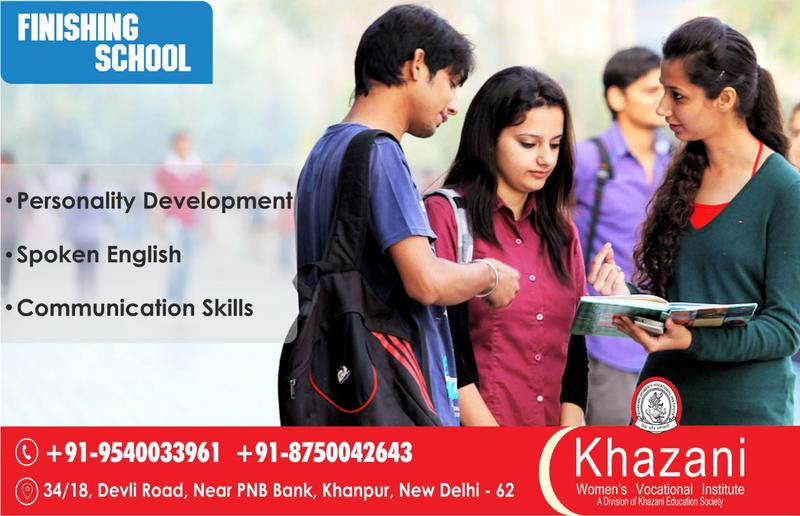 FINISHING
SCHOOL
• Personality Development
• Spoken English
• Communication Skills
+91-9540033961 +91-8750042643
34/18, Devli Road, Near PNB Bank, Khanpur, New Delhi - 62
Khazani
Women's Vocational Institute
A Division of Khazani Education Society